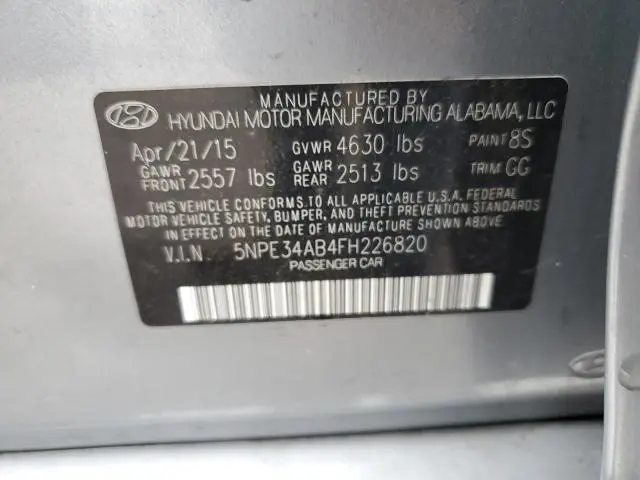 MANUFACTURED BY
HYUNDAI MOTOR MANUFACTURING ALABAMA, LLC
Apr/21/15 GVWR 4630 lbs PAINT 8S
GAWR FRONT 2557 lbs GAWR REAR 2513 lbs TRIM GG
THIS VEHICLE CONFORMS TO ALL APPLICABLE U.S.A. FEDERAL
MOTOR VEHICLE SAFETY, BUMPER, AND THEFT PREVENTION
STANDARDS IN EFFECT ON THE DATE OF MANUFACTURE SHOWN ABOVE.
V.I.N. 5NPE34AB4FH226820
PASSENGER CAR